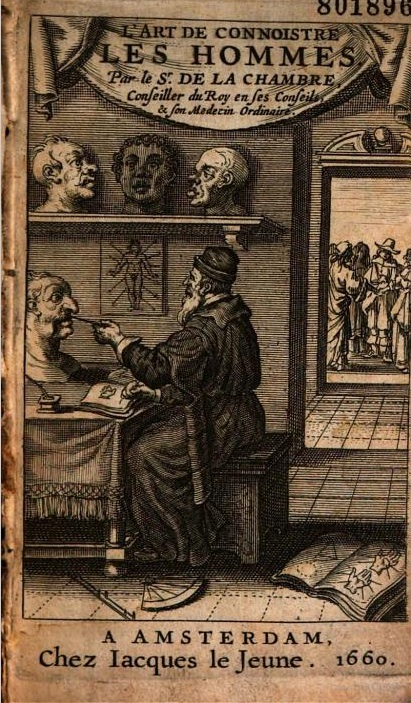 801896
L'ART DE CONNOISTRE
LES HOMMES
Par le Sr. DE LA CHAMBRE
Conseiller du Roy en ses Conseils,
& son Medecin Ordinaire.
A AMSTERDAM,
Chez Iacques le Jeune. 1660.